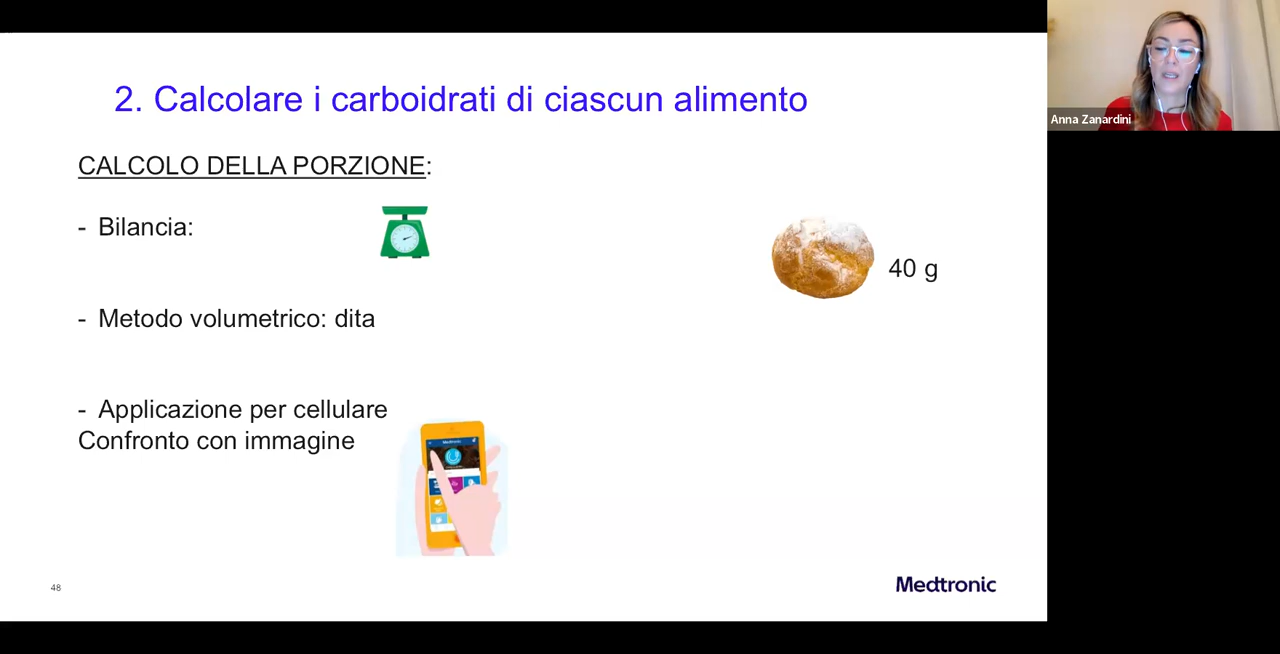 2. Calcolare i carboidrati di ciascun alimento
CALCOLO DELLA PORZIONE:
- Bilancia:
40 g
- Metodo volumetrico: dita
- Applicazione per cellulare
Confronto con immagine
Medtronic
48
Medtronic
Anna Zanardini